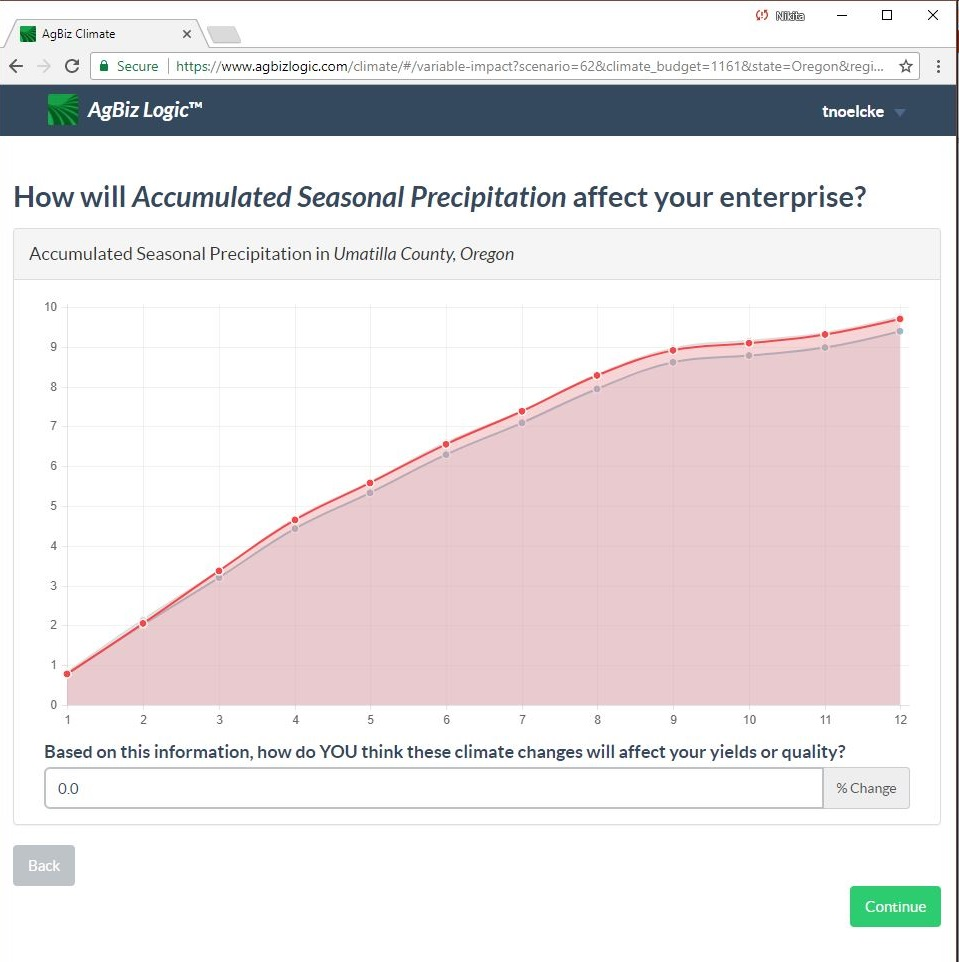 Nikita
AgBiz Climate
Secure https://www.agbizlogic.com/climate/#/variable-impact?scenario=62&climate_budget=1161&state=Oregon&regi...
AgBiz Logic™
tnoelcke
How will Accumulated Seasonal Precipitation affect your enterprise?
Accumulated Seasonal Precipitation in Umatilla County, Oregon
10
9
8
7
6
5
4
3
2
1
0
1 2 3 4 5 6 7 8 9 10 11 12
Based on this information, how do YOU think these climate changes will affect your yields or quality?
0.0 % Change
Back
Continue